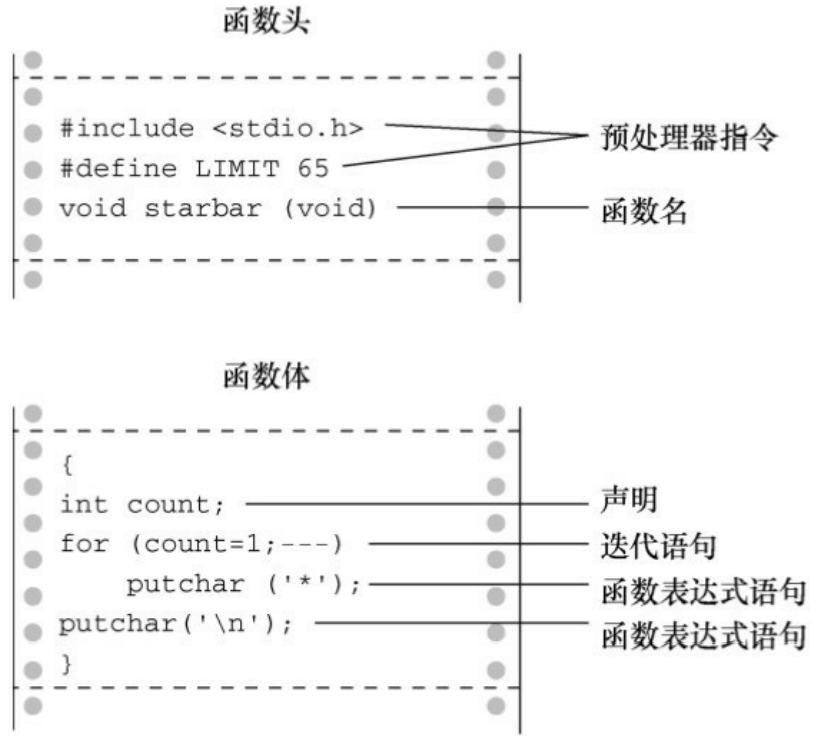 函数头
#include <stdio.h>
#define LIMIT 65
void starbar (void)
预处理器指令
函数名
函数体
{
int count;
for (count=1;---)
putchar ('*');
putchar('\n');
}
声明
迭代语句
函数表达式语句
函数表达式语句